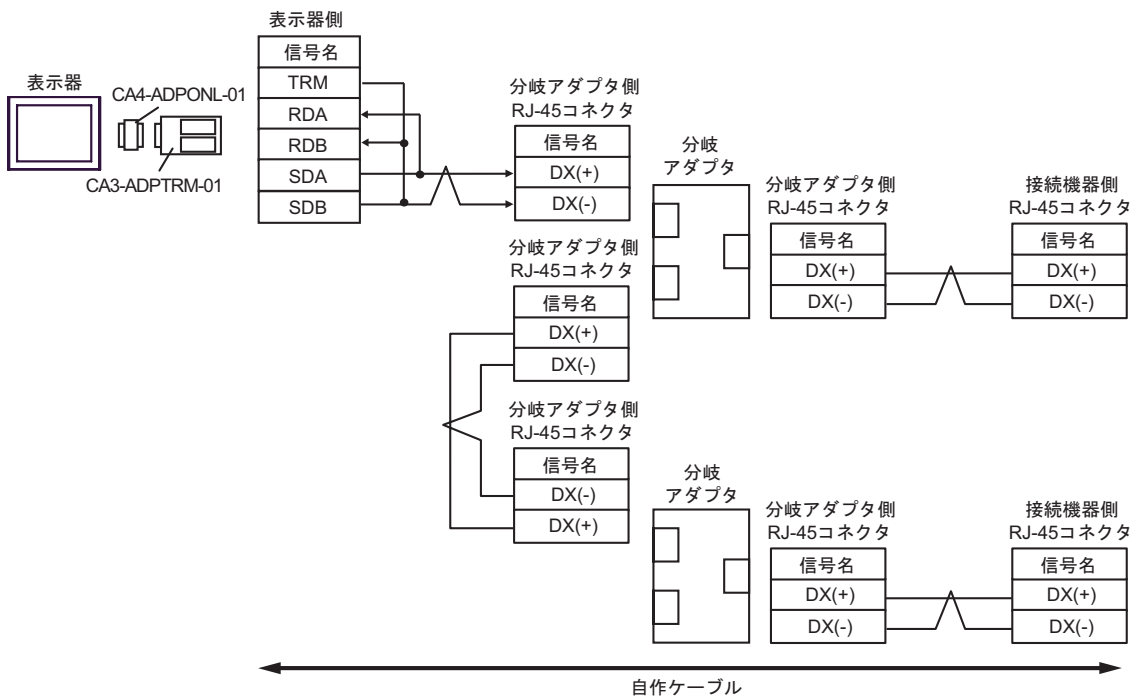 表示器
CA4-ADPONL-01
CA3-ADPTRM-01
表示器側
信号名
TRM
RDA
RDB
SDA
SDB
分岐アダプタ側
RJ-45コネクタ
信号名
DX(+)
DX(-)
分岐
アダプタ
分岐アダプタ側
RJ-45コネクタ
信号名
DX(+)
DX(-)
接続機器側
RJ-45コネクタ
信号名
DX(+)
DX(-)
分岐アダプタ側
RJ-45コネクタ
信号名
DX(+)
DX(-)
分岐アダプタ側
RJ-45コネクタ
信号名
DX(-)
DX(+)
分岐
アダプタ
分岐アダプタ側
RJ-45コネクタ
信号名
DX(+)
DX(-)
接続機器側
RJ-45コネクタ
信号名
DX(+)
DX(-)
自作ケーブル